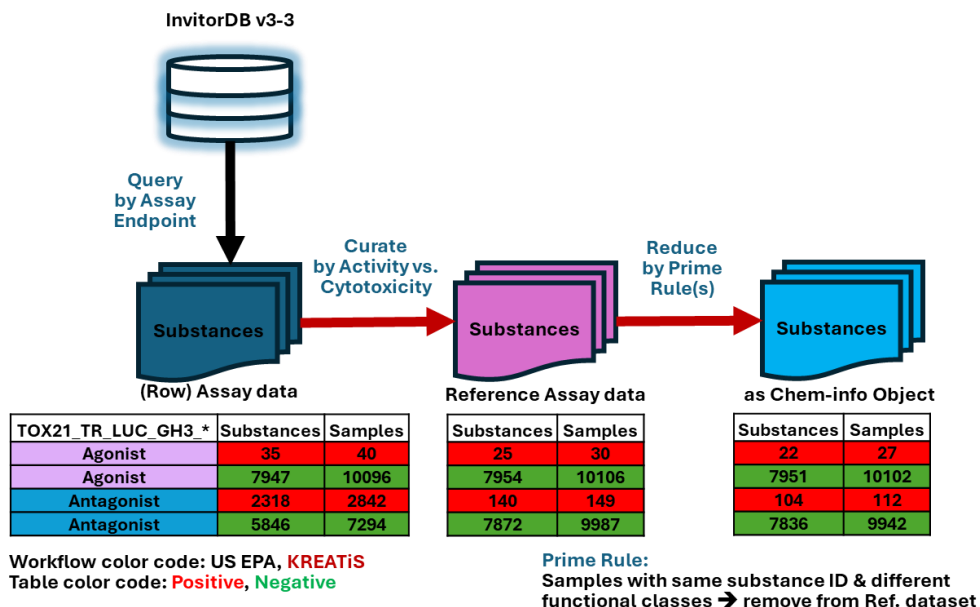 InvitorDB v3-3
Query
by Assay
Endpoint
Curate
by Activity vs.
Cytotoxicity
Reduce
by Prime
Rule(s)
Substances
Substances
Substances
(Row) Assay data
Reference Assay data
as Chem-info Object
TOX21_TR_LUC_GH3_* Substances Samples
Agonist 35 40
Agonist 7947 10096
Antagonist 2318 2842
Antagonist 5846 7294
Substances Samples
25 30
7954 10106
140 149
7872 9987
Substances Samples
22 27
7951 10102
104 112
7836 9942
Workflow color code: US EPA, KREATiS
Table color code: Positive, Negative
Prime Rule:
Samples with same substance ID & different
functional classes ➔ remove from Ref. dataset